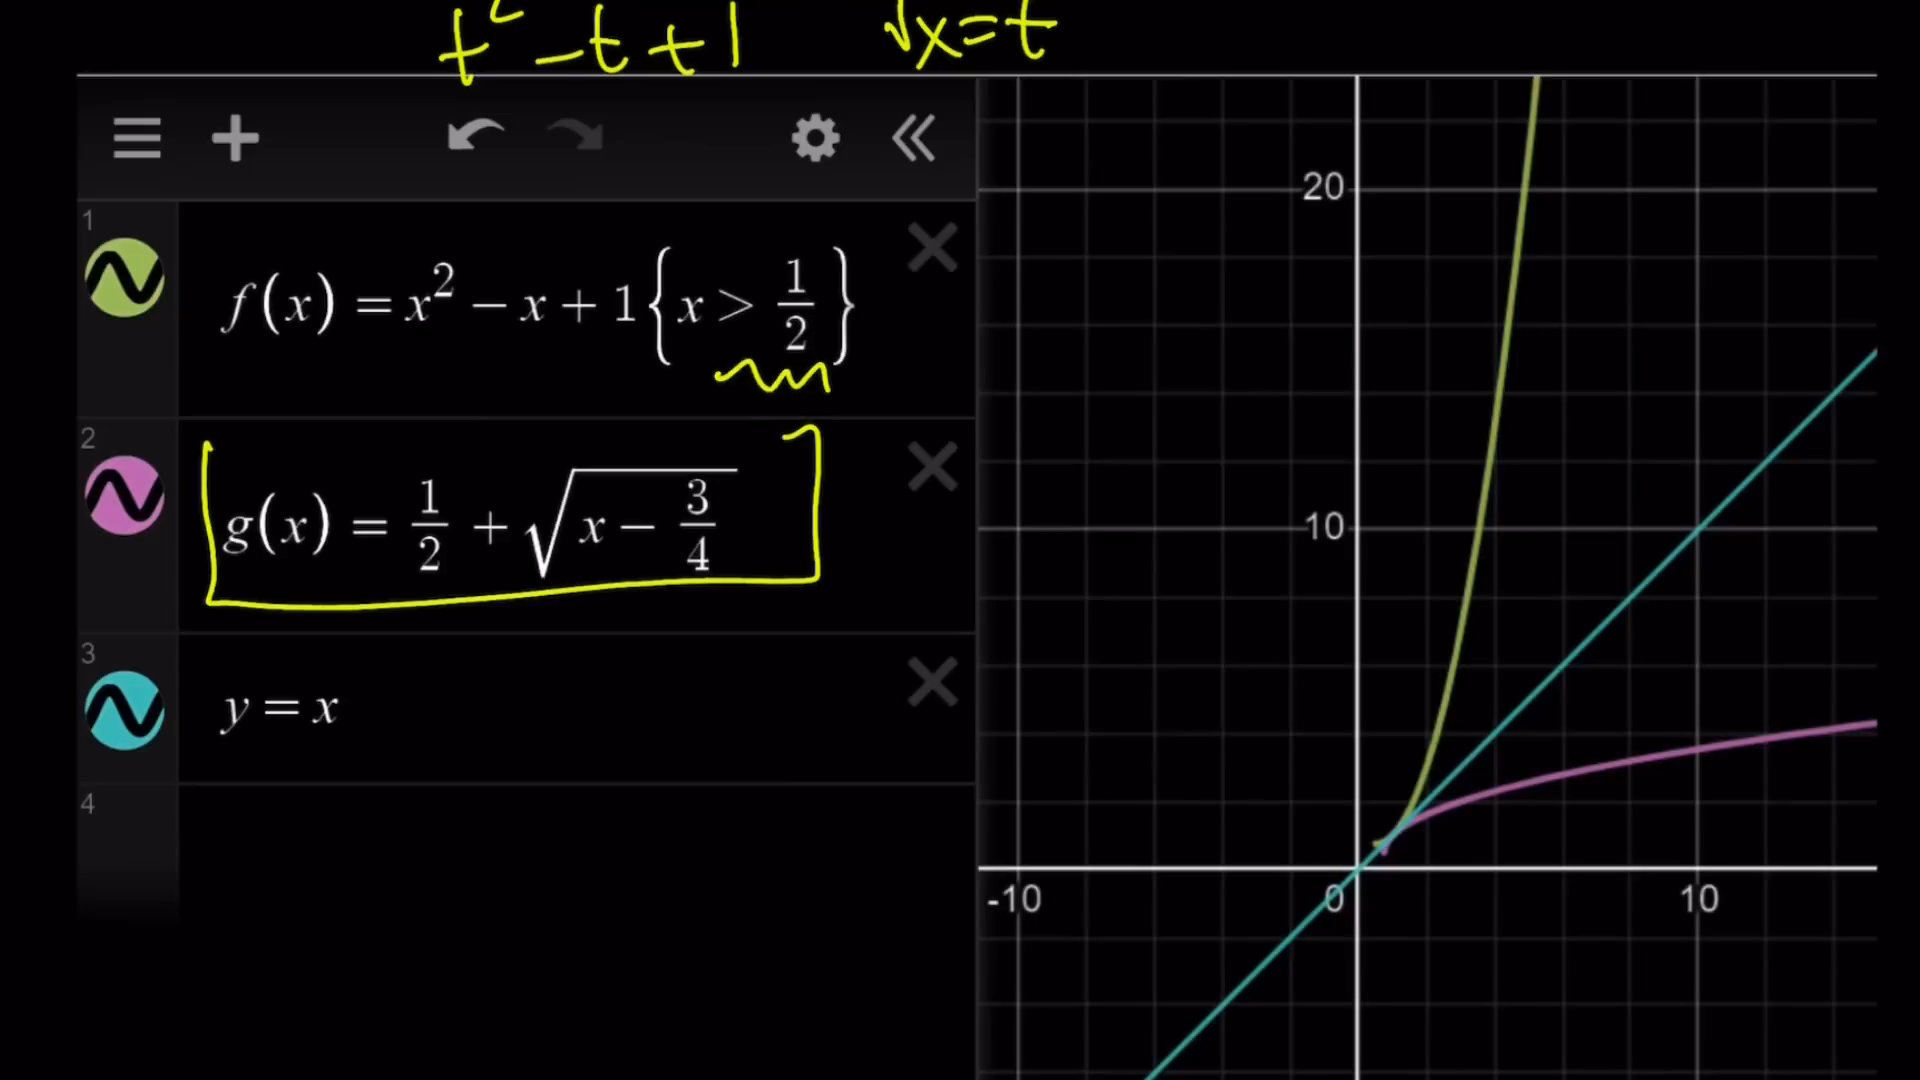 t² - t + 1 √x = t
1
f(x) = x² - x + 1 {x > 1/2}
2
g(x) = 1/2 + √(x - 3/4)
3
y = x
4
20
10
-10 0 10